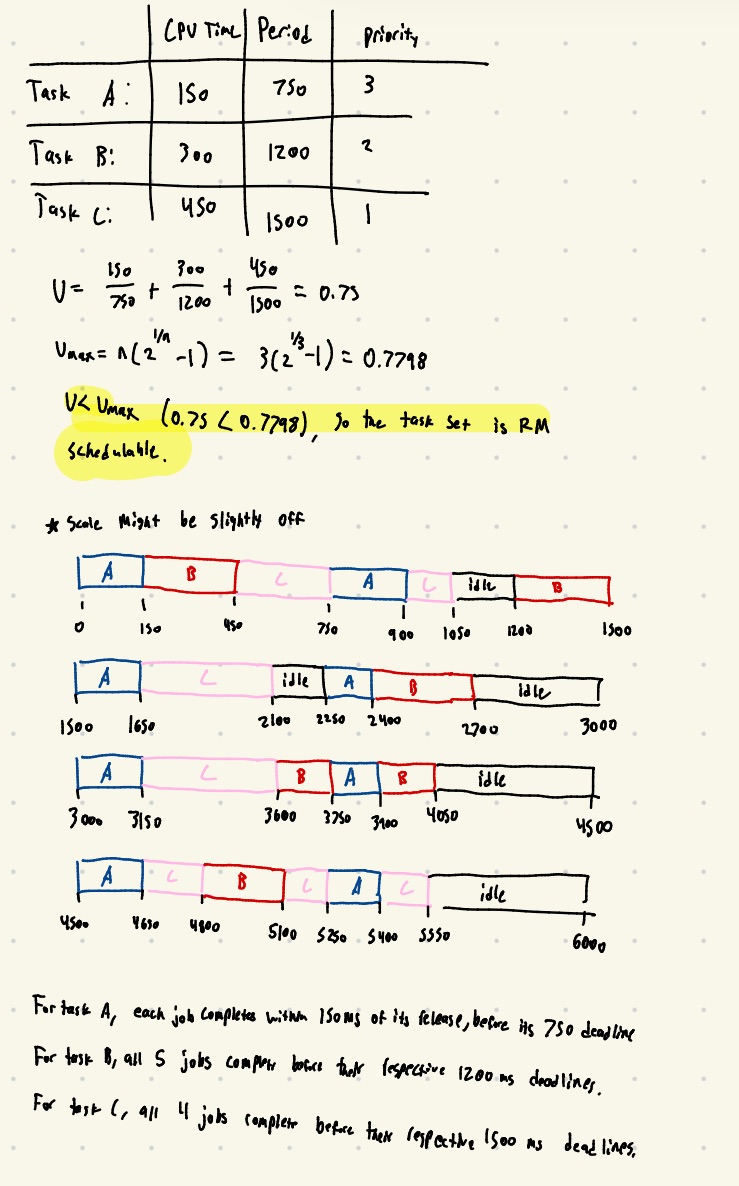 CPU Time Period Priority
Task A: 150 750 3
Task B: 300 1200 2
Task C: 450 1500 1
U = 150/750 + 300/1200 + 450/1500 = 0.75
Umax = n(2^1/n - 1) = 3(2^1/3 - 1) = 0.7798
U < Umax (0.75 < 0.7798), so the task set is RM
schedulable.
* Scale might be slightly off
A B C A C idle B
0 150 450 750 900 1050 1200 1500
A C idle A B idle
1500 1650 2100 2250 2400 2700 3000
A C B A B idle
3000 3150 3600 3750 3900 4050 4500
A C B C A C idle
4500 4650 4800 5100 5250 5400 5550 6000
For task A, each job completes within 150ms of its release, before its 750 deadline
For task B, all 5 jobs complete before their respective 1200 ms deadlines.
For task C, all 4 jobs complete before their respective 1500 ms deadlines.